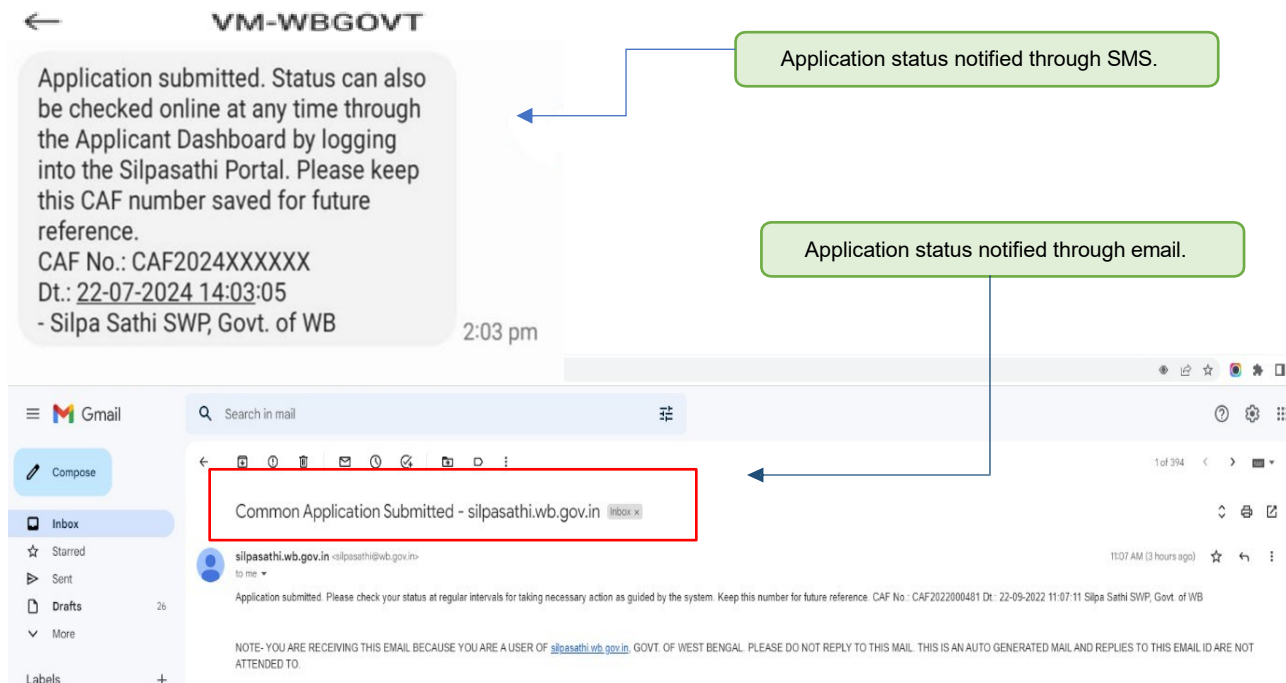 VM-WBGOVT
Application submitted. Status can also
be checked online at any time through
the Applicant Dashboard by logging
into the Silpasathi Portal. Please keep
this CAF number saved for future
reference.
CAF No.: CAF2024XXXXXX
Dt.: 22-07-2024 14:03:05
- Silpa Sathi SWP, Govt. of WB
2:03 pm
Application status notified through SMS.
Application status notified through email.
Gmail
Search in mail
Compose
1 of 394
Common Application Submitted - silpasathi.wb.gov.in Inbox x
Inbox
Starred
Sent
Drafts 26
More
Labels +
silpasathi.wb.gov.in <silpasathi@wb.gov.in>
11:07 AM (3 hours ago)
to me
Application submitted. Please check your status at regular intervals for taking necessary action as guided by the system. Keep this number for future reference. CAF No.: CAF2022000481 Dt.: 22-09-2022 11:07:11 Silpa Sathi SWP, Govt. of WB
NOTE- YOU ARE RECEIVING THIS EMAIL BECAUSE YOU ARE A USER OF silpasathi.wb.gov.in, GOVT. OF WEST BENGAL. PLEASE DO NOT REPLY TO THIS MAIL. THIS IS AN AUTO GENERATED MAIL AND REPLIES TO THIS EMAIL ID ARE NOT
ATTENDED TO.